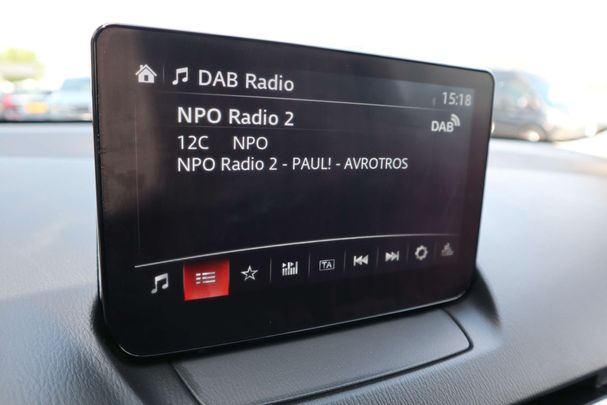 DAB Radio
15:18
NPO Radio 2
DAB
12C NPO
NPO Radio 2 - PAUL! - AVROTROS
TA